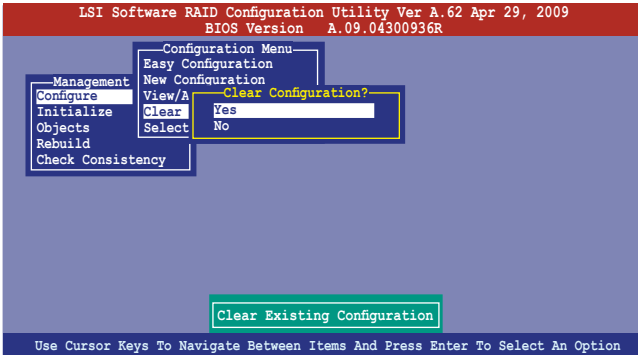 LSI Software RAID Configuration Utility Ver A.62 Apr 29, 2009
BIOS Version A.09.04300936R
Configuration Menu
Easy Configuration
New Configuration
View/A
Clear
Select
Management
Configure
Initialize
Objects
Rebuild
Check Consistency
Clear Configuration?
Yes
No
Clear Existing Configuration
Use Cursor Keys To Navigate Between Items And Press Enter To Select An Option